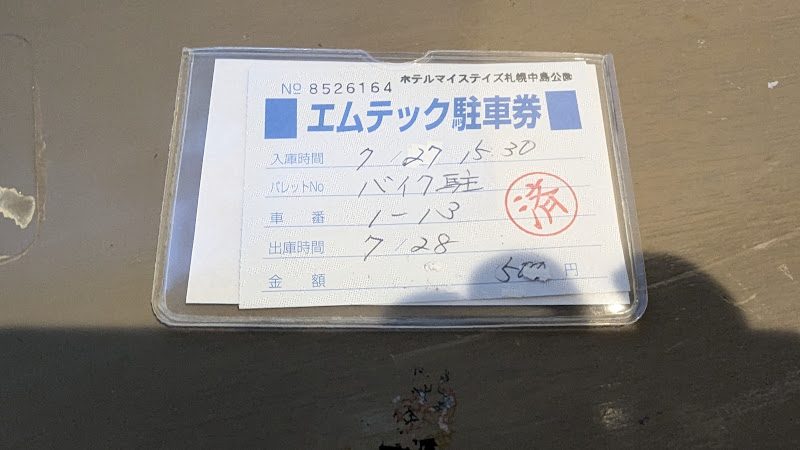 ホテルマイステイズ札幌中島公園
No 8526164
エムテック駐車券
入庫時間 7/27 15:30
パレットNo バイク駐
車番 1-13
済
出庫時間 7/28
金額 500円